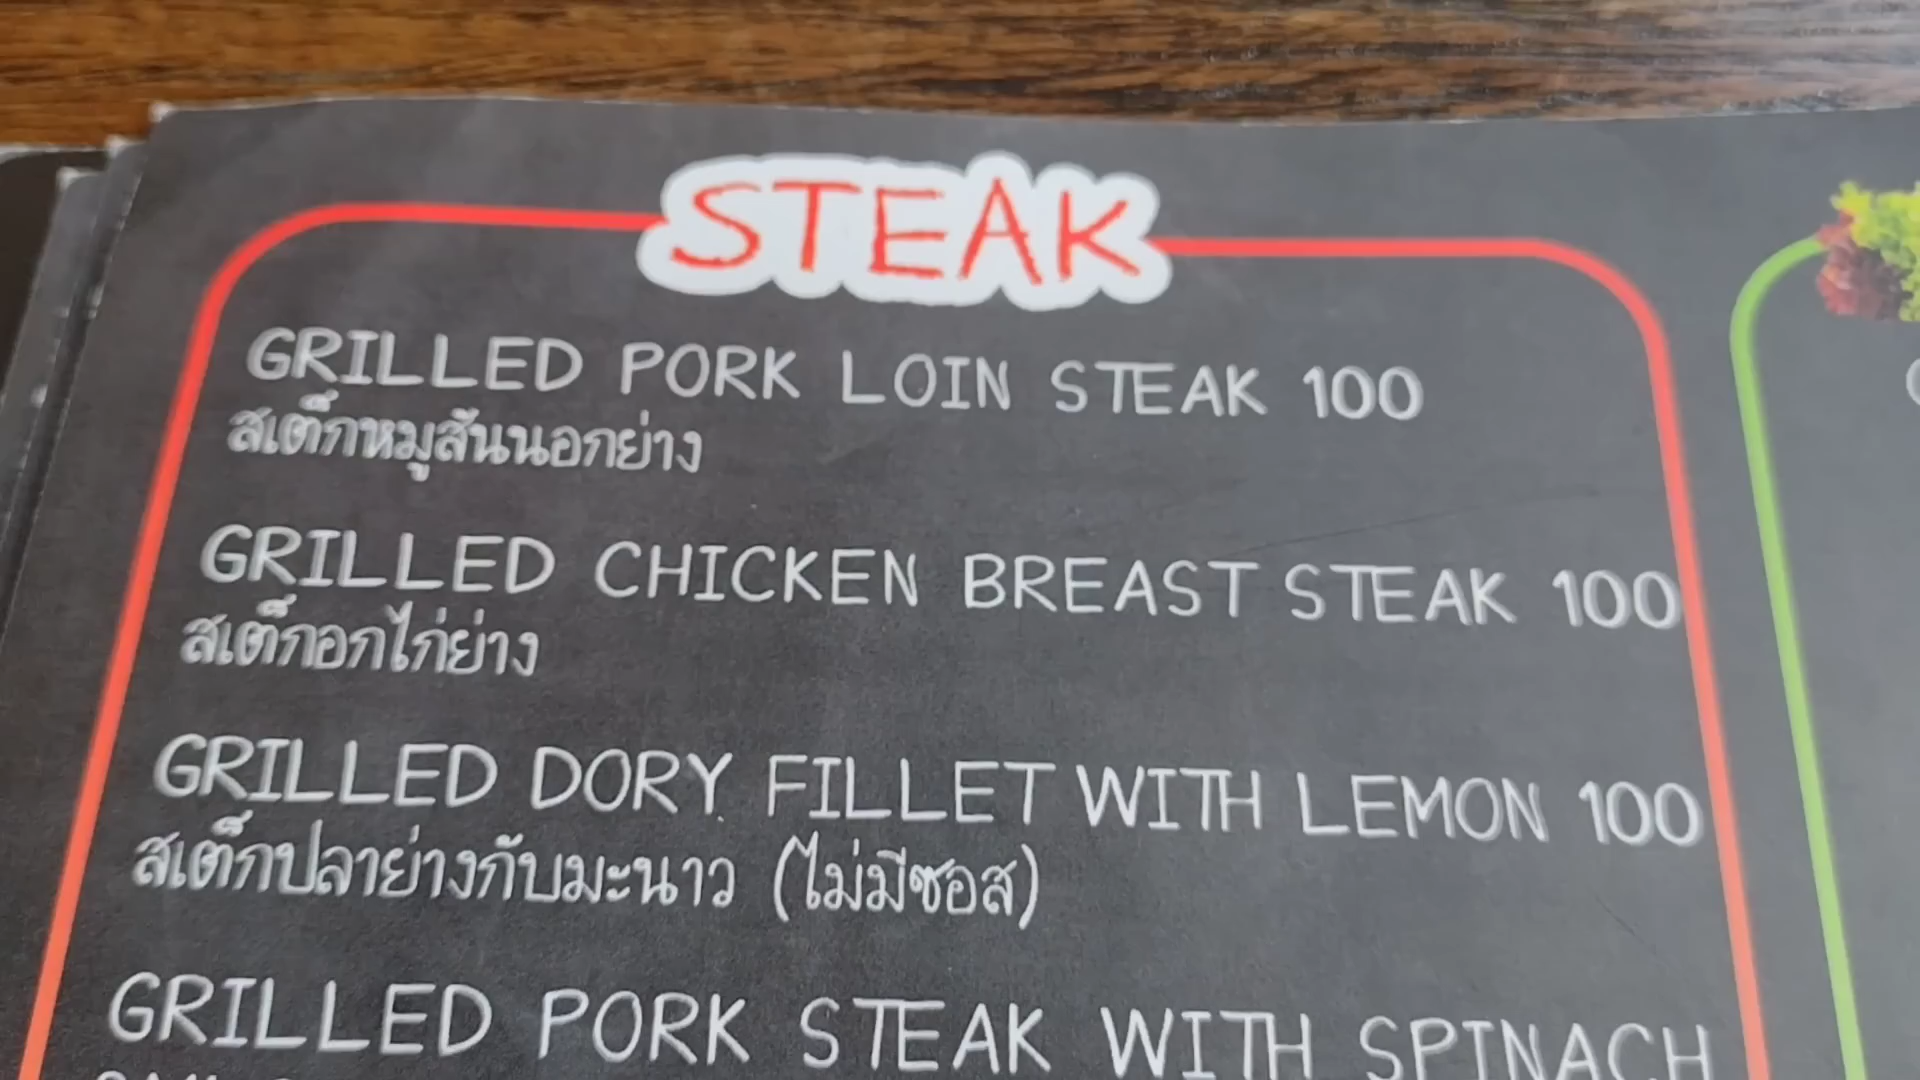 STEAK
GRILLED PORK LOIN STEAK 100
สเต็กหมูสันนอกย่าง
GRILLED CHICKEN BREAST STEAK 100
สเต็กอกไก่ย่าง
GRILLED DORY FILLET WITH LEMON 100
สเต็กปลาย่างกับมะนาว (ไม่มีซอส)
GRILLED PORK STEAK WITH SPINACH